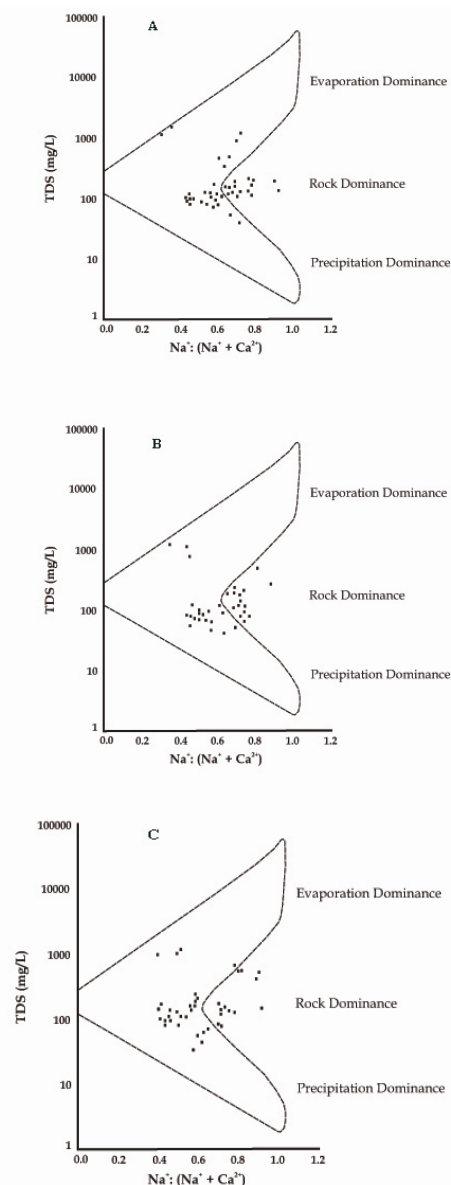 A
100000
10000
1000
100
10
1
TDS (mg/L)
Evaporation Dominance
Rock Dominance
Precipitation Dominance
0.0 0.2 0.4 0.6 0.8 1.0 1.2
Na⁺: (Na⁺ + Ca²⁺)
B
100000
10000
1000
100
10
1
TDS (mg/L)
Evaporation Dominance
Rock Dominance
Precipitation Dominance
0.0 0.2 0.4 0.6 0.8 1.0 1.2
Na⁺: (Na⁺ + Ca²⁺)
C
100000
10000
1000
100
10
1
TDS (mg/L)
Evaporation Dominance
Rock Dominance
Precipitation Dominance
0.0 0.2 0.4 0.6 0.8 1.0 1.2
Na⁺: (Na⁺ + Ca²⁺)